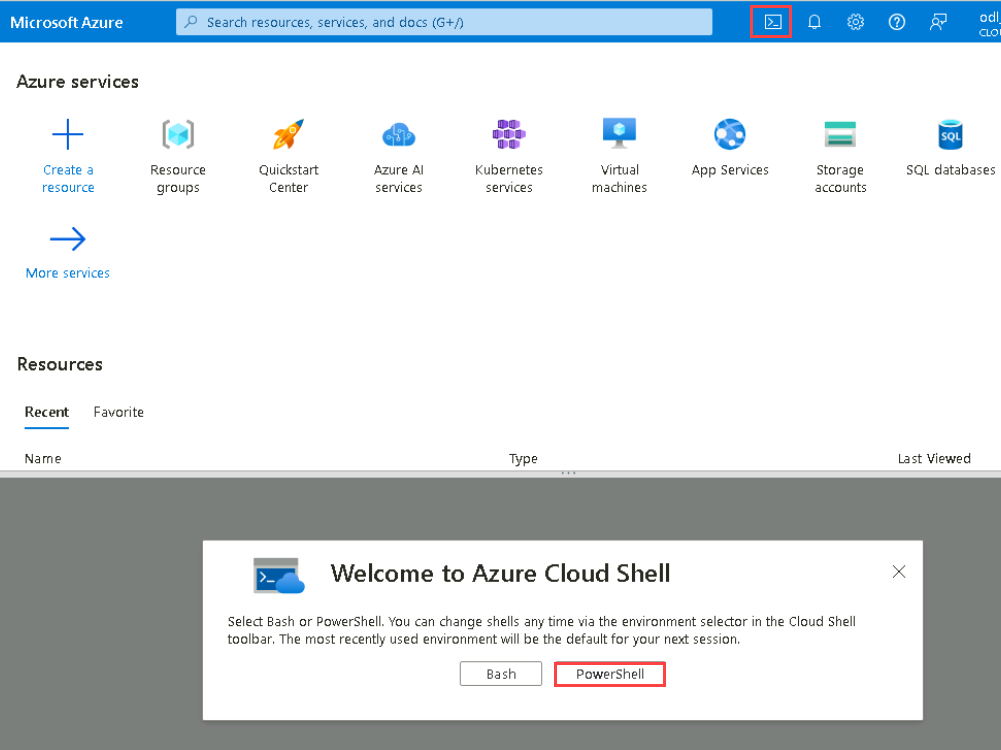 Microsoft Azure
Search resources, services, and docs (G+/)
odl_
CLOU
Azure services
Create a
resource
Resource
groups
Quickstart
Center
Azure AI
services
Kubernetes
services
Virtual
machines
App Services
Storage
accounts
SQL
SQL databases
More services
Resources
Recent Favorite
Name Type Last Viewed
Welcome to Azure Cloud Shell
Select Bash or PowerShell. You can change shells any time via the environment selector in the Cloud Shell
toolbar. The most recently used environment will be the default for your next session.
Bash PowerShell